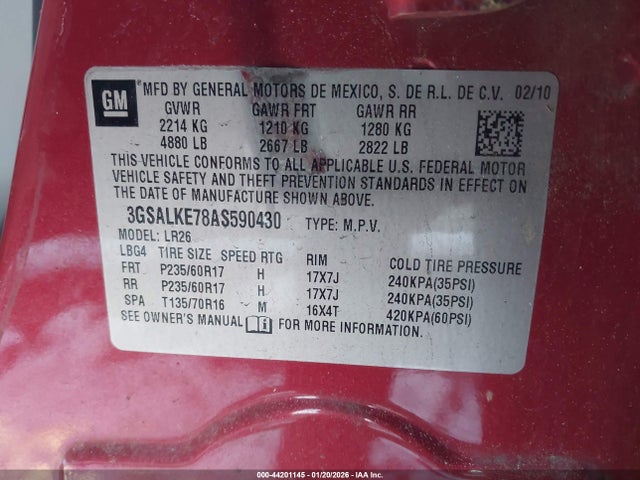 GM
MFD BY GENERAL MOTORS DE MEXICO, S. DE R.L. DE C.V. 02/10
GVWR GAWR FRT GAWR RR
2214 KG 1210 KG 1280 KG
4880 LB 2667 LB 2822 LB
THIS VEHICLE CONFORMS TO ALL APPLICABLE U.S. FEDERAL MOTOR
VEHICLE SAFETY AND THEFT PREVENTION STANDARDS IN EFFECT ON
THE DATE OF MANUFACTURE SHOWN ABOVE.
3GSALKE78AS590430 TYPE: M.P.V.
MODEL: LR26
LBG4 TIRE SIZE SPEED RTG RIM COLD TIRE PRESSURE
FRT P235/60R17 H 17X7J 240KPA(35PSI)
RR P235/60R17 H 17X7J 240KPA(35PSI)
SPA T135/70R16 M 16X4T 420KPA(60PSI)
SEE OWNER'S MANUAL FOR MORE INFORMATION.
000-44201145 - 01/20/2026 - IAAI.COM